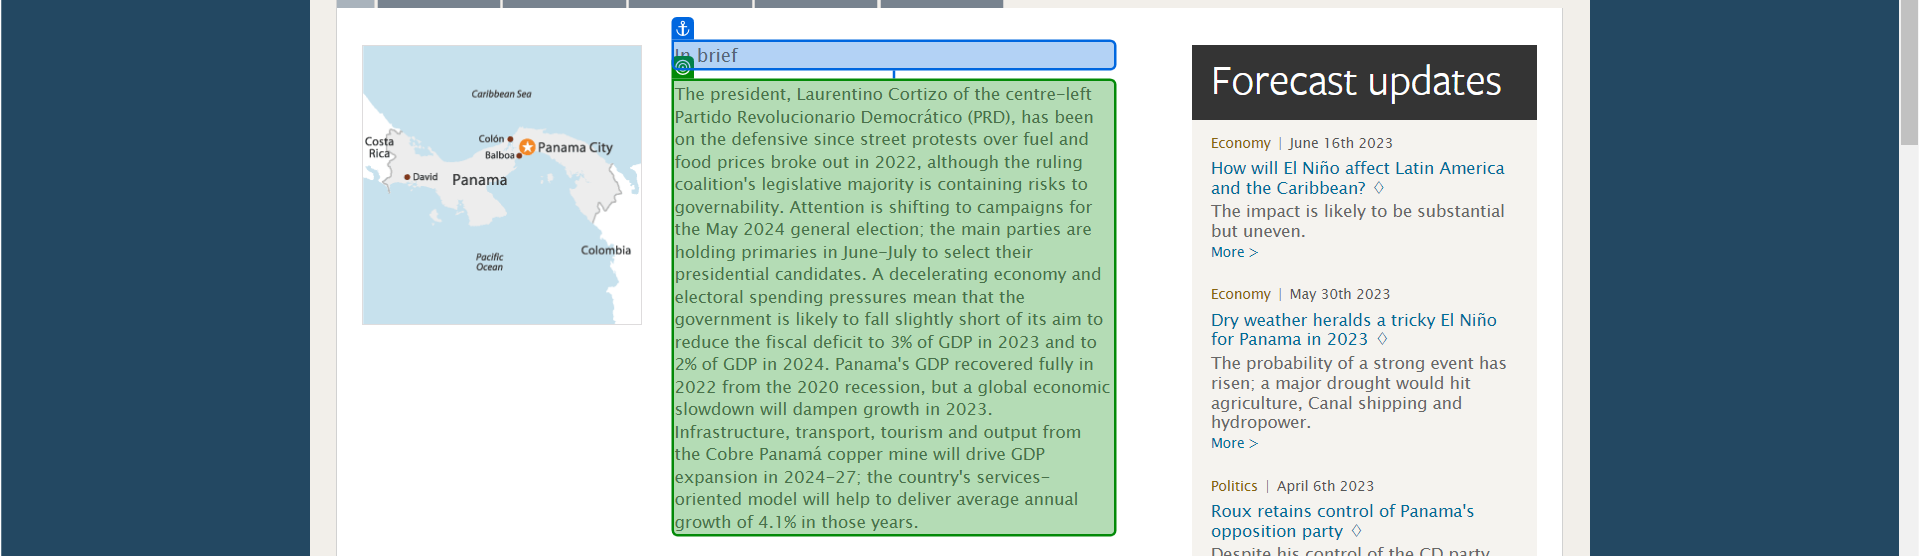 Caribbean Sea
Costa
Rica
Colón
Panama City
Balboa
David
Panama
Colombia
Pacific
Ocean
In brief
The president, Laurentino Cortizo of the centre-left
Partido Revolucionario Democrático (PRD), has been
on the defensive since street protests over fuel and
food prices broke out in 2022, although the ruling
coalition's legislative majority is containing risks to
governability. Attention is shifting to campaigns for
the May 2024 general election; the main parties are
holding primaries in June-July to select their
presidential candidates. A decelerating economy and
electoral spending pressures mean that the
government is likely to fall slightly short of its aim to
reduce the fiscal deficit to 3% of GDP in 2023 and to
2% of GDP in 2024. Panama's GDP recovered fully in
2022 from the 2020 recession, but a global economic
slowdown will dampen growth in 2023.
Infrastructure, transport, tourism and output from
the Cobre Panamá copper mine will drive GDP
expansion in 2024-27; the country's services-
oriented model will help to deliver average annual
growth of 4.1% in those years.
Forecast updates
Economy | June 16th 2023
How will El Niño affect Latin America
and the Caribbean? ◊
The impact is likely to be substantial
but uneven.
More >
Economy | May 30th 2023
Dry weather heralds a tricky El Niño
for Panama in 2023 ◊
The probability of a strong event has
risen; a major drought would hit
agriculture, Canal shipping and
hydropower.
More >
Politics | April 6th 2023
Roux retains control of Panama's
opposition party ◊
Despite his control of the CD party